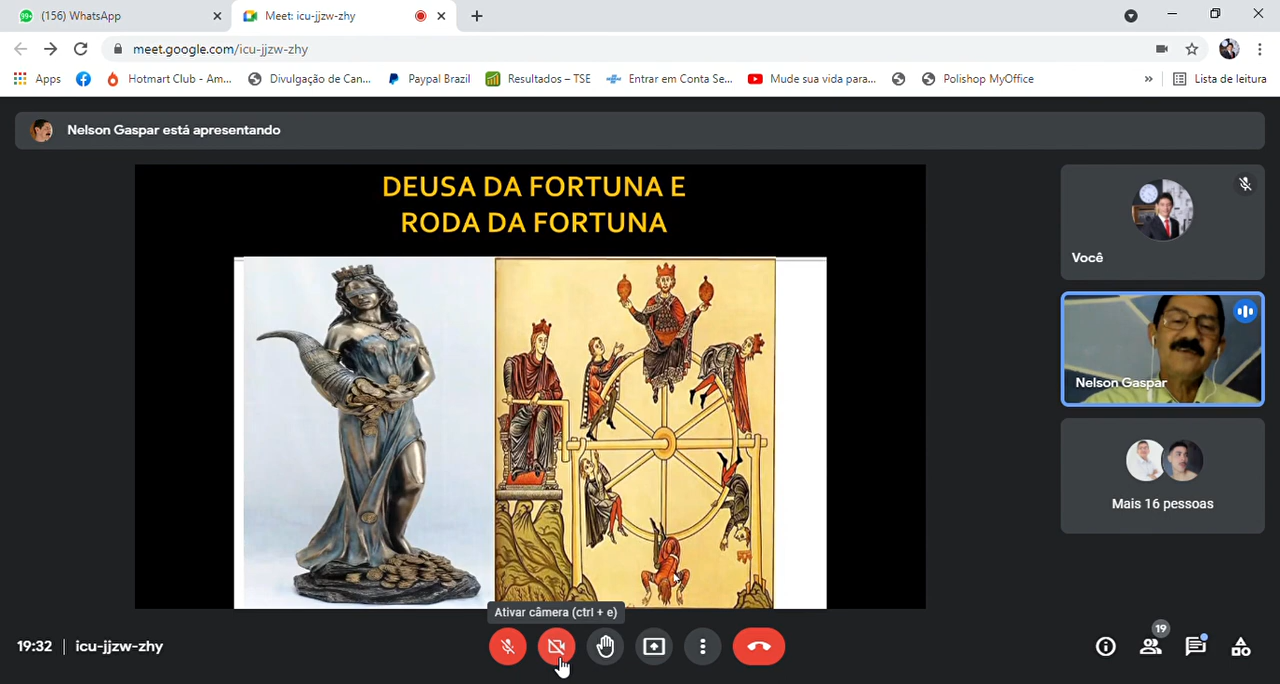 99+
(156) WhatsApp
Meet: icu-jjzw-zhy
meet.google.com/icu-jjzw-zhy
Apps
Hotmart Club - Am...
Divulgação de Can...
Paypal Brazil
Resultados – TSE
Entrar em Conta Se...
Mude sua vida para...
Polishop MyOffice
»
Lista de leitura
Nelson Gaspar está apresentando
DEUSA DA FORTUNA E
RODA DA FORTUNA
Você
Nelson Gaspar
Mais 16 pessoas
Ativar câmera (ctrl + e)
19:32
icu-jjzw-zhy
19